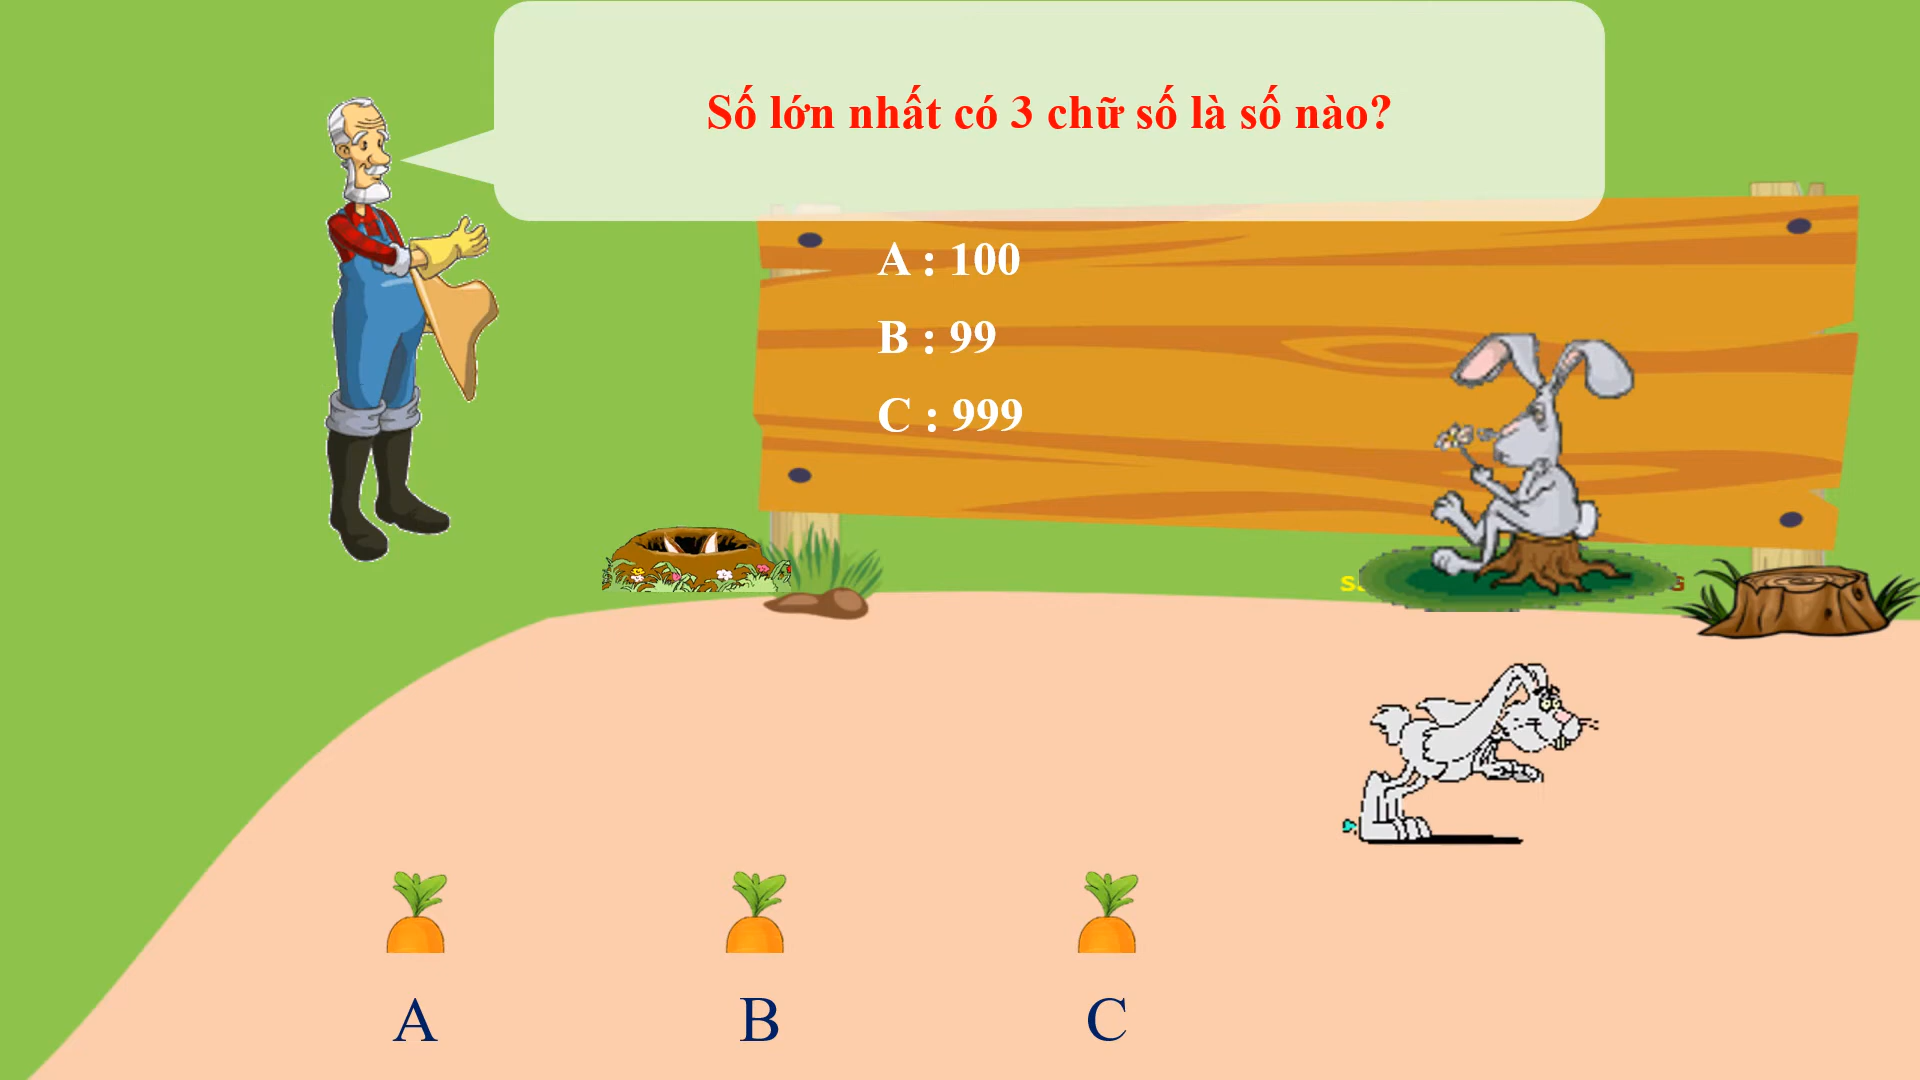 Số lớn nhất có 3 chữ số là số nào?
A : 100
B : 99
C : 999
A
B
C